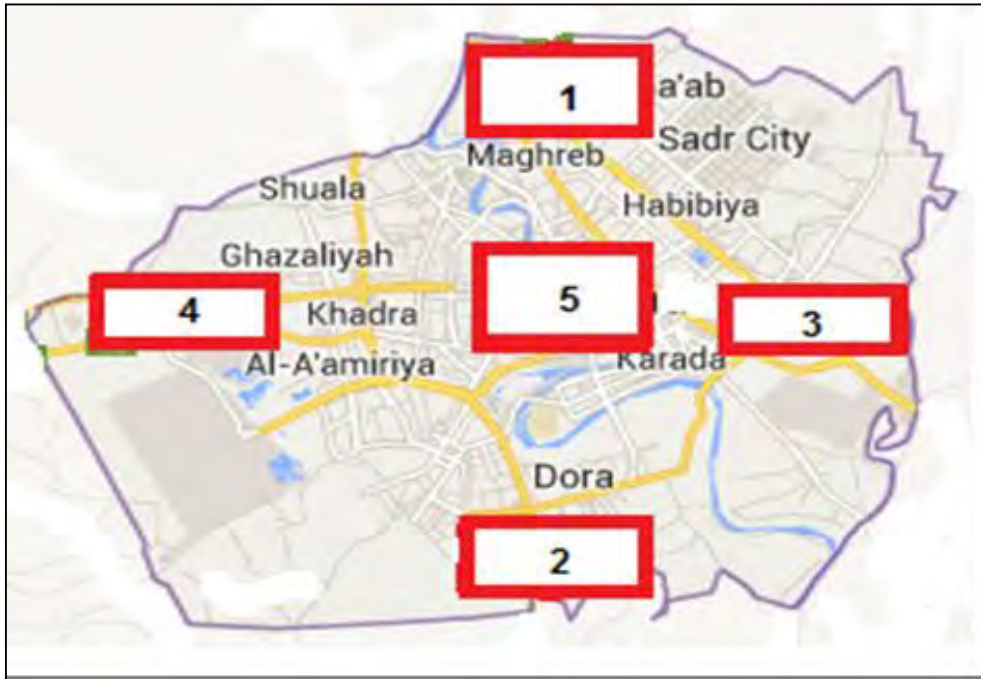 1
a'ab
Sadr City
Maghreb
Shuala
Habibiya
Ghazaliyah
4
Khadra
5
3
Al-A'amiriya
Karada
Dora
2